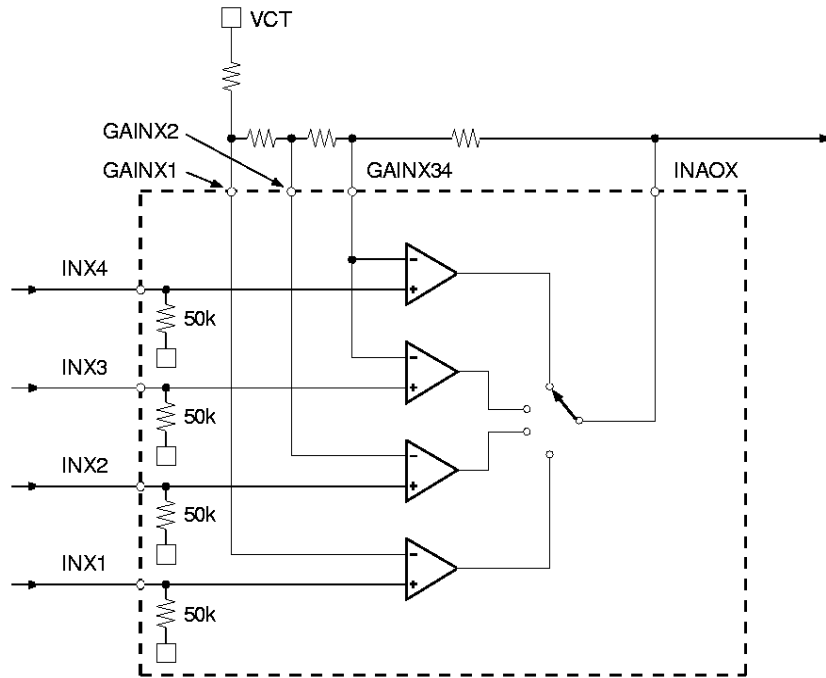 VCT
GAINX2
GAINX1
GAINX34
INAOX
INX4
50k
INX3
50k
INX2
50k
INX1
50k